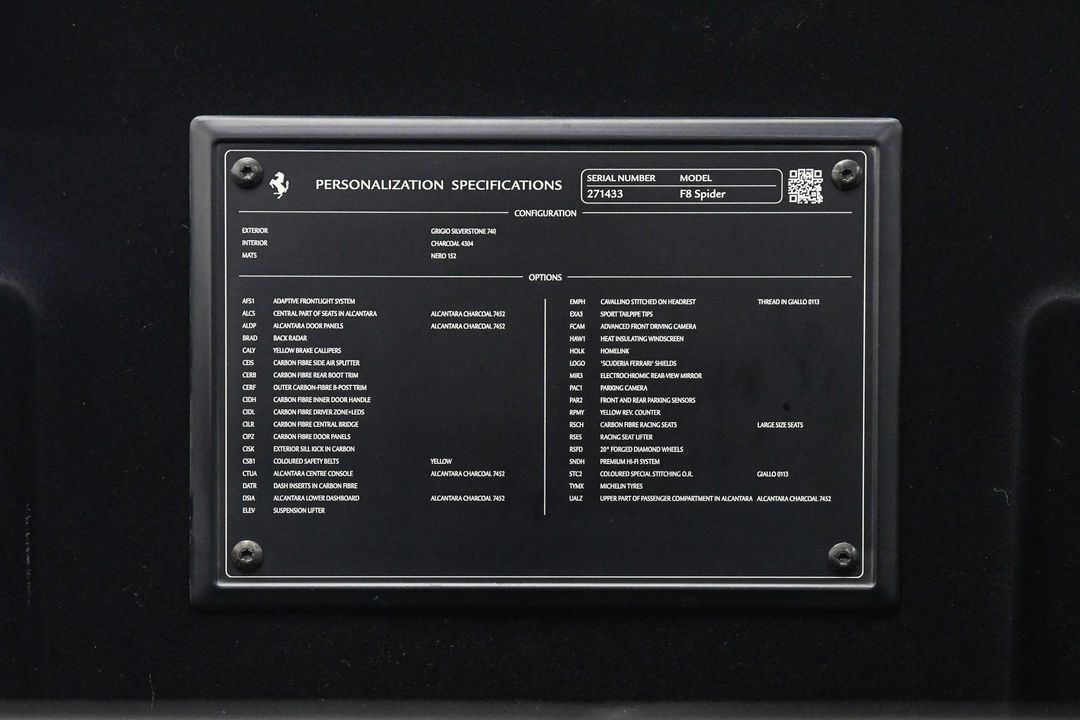 PERSONALIZATION SPECIFICATIONS
SERIAL NUMBER MODEL
271433 F8 Spider
CONFIGURATION
EXTERIOR GRIGIO SILVERSTONE 740
INTERIOR CHARCOAL 4304
MATS NERO 152
OPTIONS
AFS1 ADAPTIVE FRONTLIGHT SYSTEM
ALCS CENTRAL PART OF SEATS IN ALCANTARA ALCANTARA CHARCOAL 7452
ALDP ALCANTARA DOOR PANELS ALCANTARA CHARCOAL 7452
BRAD BACK RADAR
CALY YELLOW BRAKE CALLIPERS
CEIS CARBON FIBRE SIDE AIR SPLITTER
CERB CARBON FIBRE REAR BOOT TRIM
CERF OUTER CARBON-FIBRE B-POST TRIM
CIDH CARBON FIBRE INNER DOOR HANDLE
CIDL CARBON FIBRE DRIVER ZONE+LEDS
CILR CARBON FIBRE CENTRAL BRIDGE
CIPZ CARBON FIBRE DOOR PANELS
CISK EXTERIOR SILL KICK IN CARBON
CSB1 COLOURED SAFETY BELTS YELLOW
CTUA ALCANTARA CENTRE CONSOLE ALCANTARA CHARCOAL 7452
DATR DASH INSERTS IN CARBON FIBRE
DSIA ALCANTARA LOWER DASHBOARD ALCANTARA CHARCOAL 7452
ELEV SUSPENSION LIFTER
EMPH CAVALLINO STITCHED ON HEADREST THREAD IN GIALLO 0113
EXA3 SPORT TAILPIPE TIPS
FCAM ADVANCED FRONT DRIVING CAMERA
HAW1 HEAT INSULATING WINDSCREEN
HOLK HOMELINK
LOGO 'SCUDERIA FERRARI' SHIELDS
MIR3 ELECTROCHROMIC REAR-VIEW MIRROR
PAC1 PARKING CAMERA
PAR2 FRONT AND REAR PARKING SENSORS
RPMY YELLOW REV. COUNTER
RSCH CARBON FIBRE RACING SEATS LARGE SIZE SEATS
RSES RACING SEAT LIFTER
RSFD 20" FORGED DIAMOND WHEELS
SNDH PREMIUM HI-FI SYSTEM
STC2 COLOURED SPECIAL STITCHING O.R. GIALLO 0113
TYMX MICHELIN TYRES
UALZ UPPER PART OF PASSENGER COMPARTMENT IN ALCANTARA ALCANTARA CHARCOAL 7452